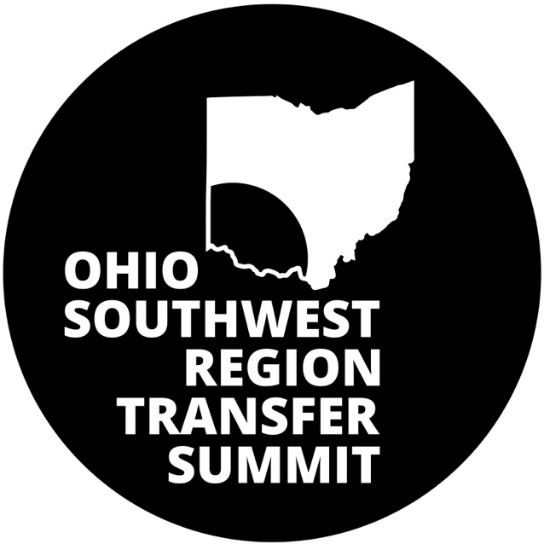 OHIO
SOUTHWEST
REGION
TRANSFER
SUMMIT